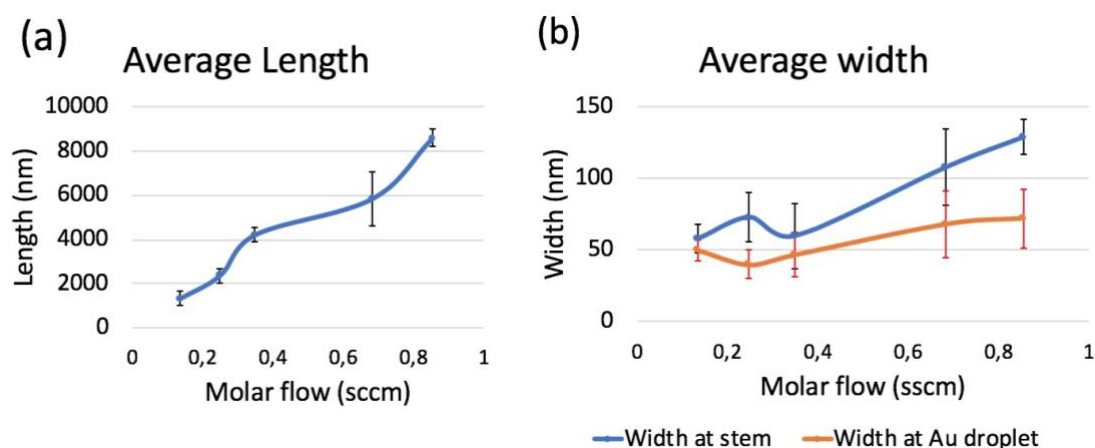 (a)
Average Length
10000
8000
6000
4000
2000
0
Length (nm)
0 0,2 0,4 0,6 0,8 1
Molar flow (sccm)
(b)
Average width
150
100
50
0
Width (nm)
0 0,2 0,4 0,6 0,8 1
Molar flow (sscm)
Width at stem Width at Au droplet